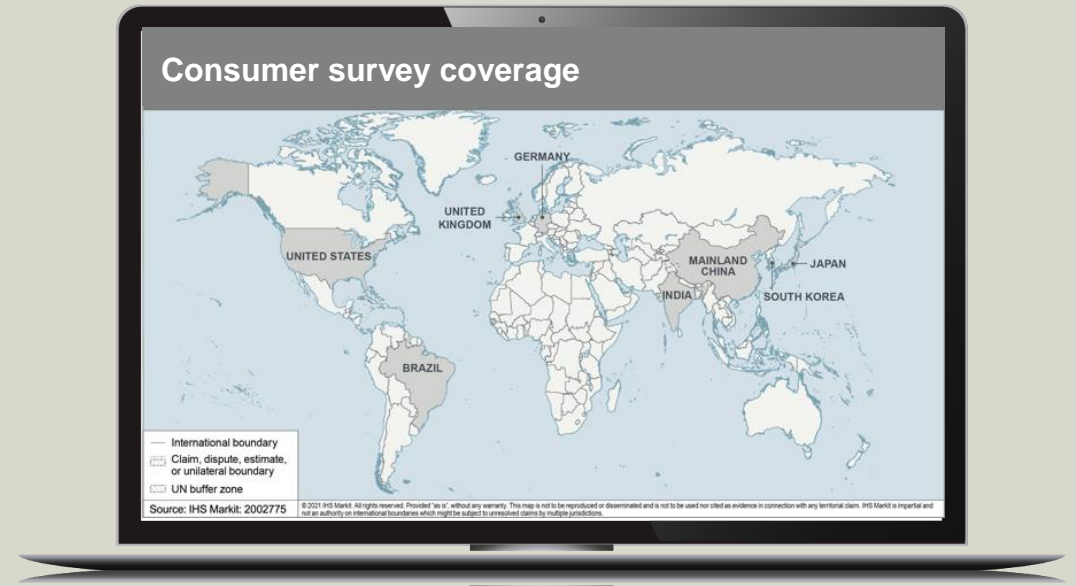 Consumer survey coverage
GERMANY
UNITED
KINGDOM
UNITED STATES
MAINLAND
CHINA
JAPAN
INDIA
SOUTH KOREA
BRAZIL
International boundary
Claim, dispute, estimate,
or unilateral boundary
UN buffer zone
Source: IHS Markit: 2002775
© 2021 IHS Markit. All rights reserved. Provided "as is", without any warranty. This map is not to be reproduced or disseminated and is not to be used nor cited as evidence in connection with any territorial claim. IHS Markit is impartial and
not an authority on international boundaries which might be subject to unresolved claims by multiple jurisdictions.